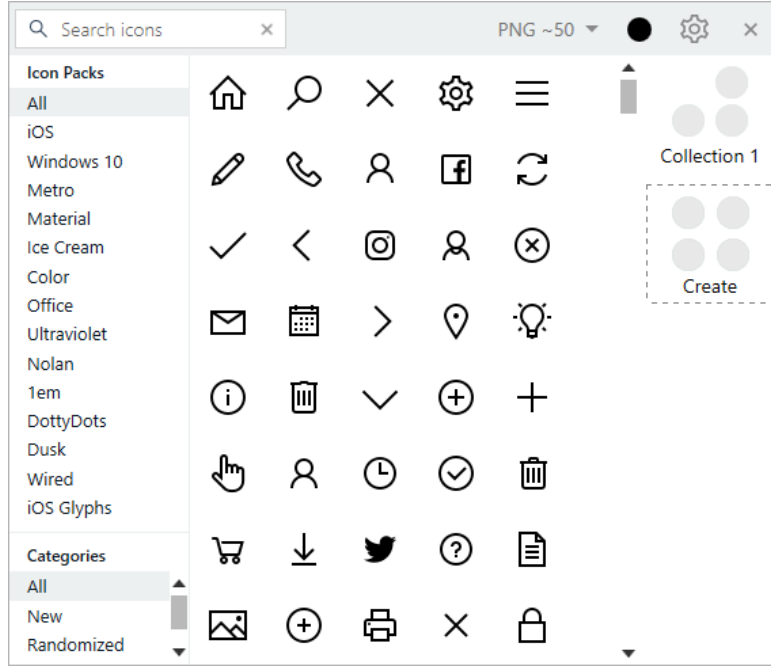 Search icons
PNG ~50
Icon Packs
All
iOS
Windows 10
Metro
Material
Ice Cream
Color
Office
Ultraviolet
Nolan
1em
DottyDots
Dusk
Wired
iOS Glyphs
Categories
All
New
Randomized
Collection 1
Create